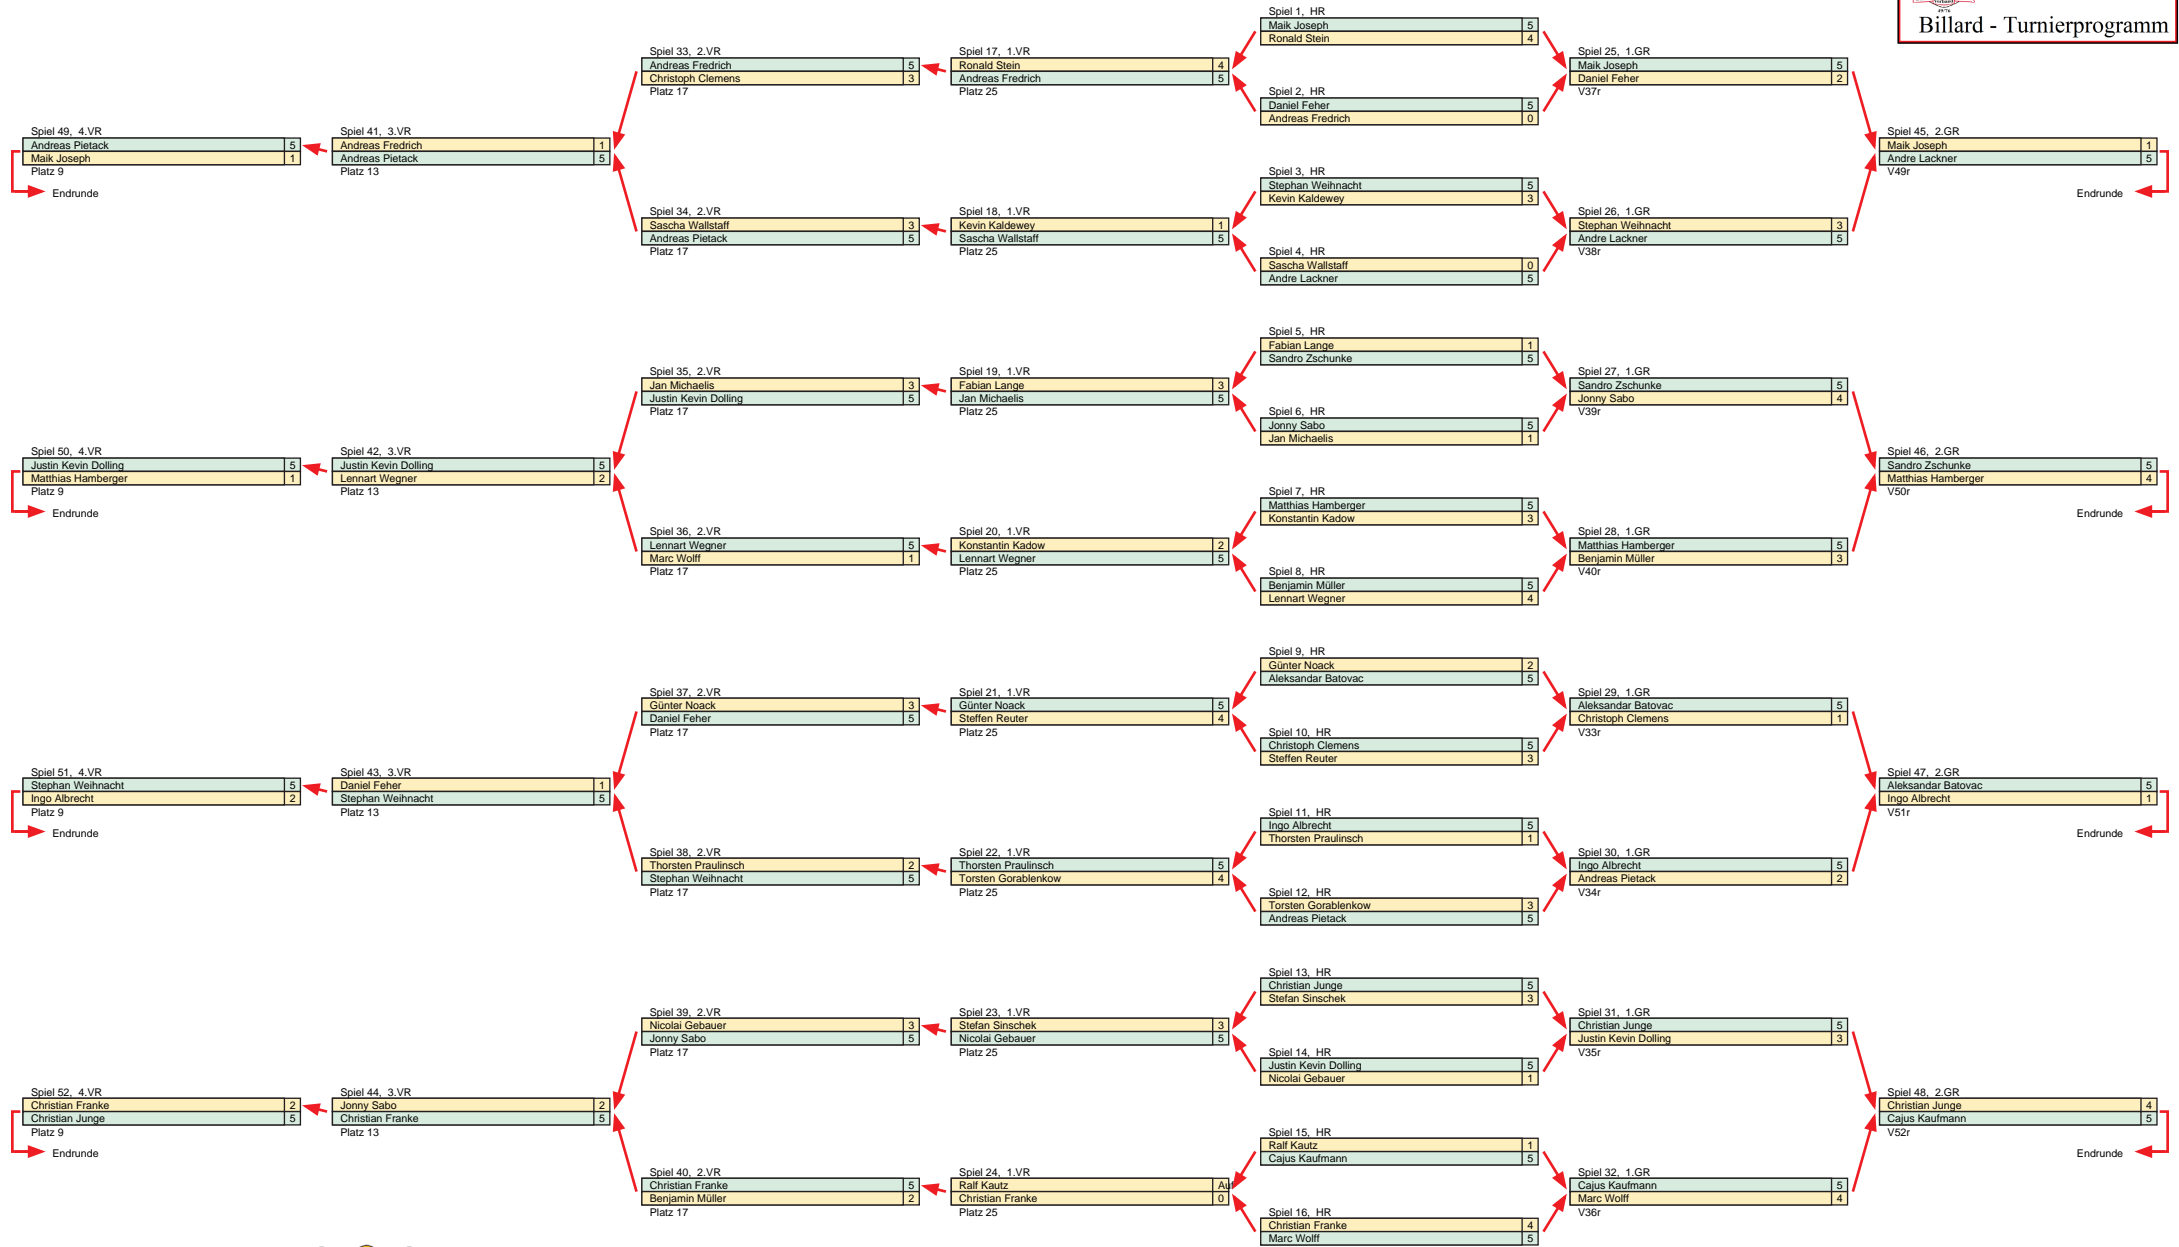 Billard - Turnierprogramm
Spiel 49, 4.VR
Andreas Pietack 5
Maik Joseph 1
Platz 9
Endrunde
Spiel 50, 4.VR
Justin Kevin Dolling 5
Matthias Hamberger 1
Platz 9
Endrunde
Spiel 51, 4.VR
Stephan Weihnacht 5
Ingo Albrecht 2
Platz 9
Endrunde
Spiel 52, 4.VR
Christian Franke 2
Christian Junge 5
Platz 9
Endrunde
Spiel 41, 3.VR
Andreas Fredrich 1
Andreas Pietack 5
Platz 13
Spiel 42, 3.VR
Justin Kevin Dolling 5
Lennart Wegner 2
Platz 13
Spiel 43, 3.VR
Daniel Feher 1
Stephan Weihnacht 5
Platz 13
Spiel 44, 3.VR
Jonny Sabo 2
Christian Franke 5
Platz 13
Spiel 33, 2.VR
Andreas Fredrich 5
Christoph Clemens 3
Platz 17
Spiel 34, 2.VR
Sascha Wallstaff 3
Andreas Pietack 5
Platz 17
Spiel 35, 2.VR
Jan Michaelis 3
Justin Kevin Dolling 5
Platz 17
Spiel 36, 2.VR
Lennart Wegner 5
Marc Wolff 1
Platz 17
Spiel 37, 2.VR
Günter Noack 3
Daniel Feher 5
Platz 17
Spiel 38, 2.VR
Thorsten Praulinsch 2
Stephan Weihnacht 5
Platz 17
Spiel 39, 2.VR
Nicolai Gebauer 3
Jonny Sabo 5
Platz 17
Spiel 40, 2.VR
Christian Franke 5
Benjamin Müller 2
Platz 17
Spiel 17, 1.VR
Ronald Stein 4
Andreas Fredrich 5
Platz 25
Spiel 18, 1.VR
Kevin Kaldewey 1
Sascha Wallstaff 5
Platz 25
Spiel 19, 1.VR
Fabian Lange 3
Jan Michaelis 5
Platz 25
Spiel 20, 1.VR
Konstantin Kadow 2
Lennart Wegner 5
Platz 25
Spiel 21, 1.VR
Günter Noack 5
Steffen Reuter 4
Platz 25
Spiel 22, 1.VR
Thorsten Praulinsch 5
Torsten Gorablenkow 4
Platz 25
Spiel 23, 1.VR
Stefan Sinschek 3
Nicolai Gebauer 5
Platz 25
Spiel 24, 1.VR
Ralf Kautz
Christian Franke 0
Platz 25
Spiel 1, HR
Maik Joseph 5
Ronald Stein 4
Spiel 2, HR
Daniel Feher 5
Andreas Fredrich 0
Spiel 3, HR
Stephan Weihnacht 5
Kevin Kaldewey 3
Spiel 4, HR
Sascha Wallstaff 0
Andre Lackner 5
Spiel 5, HR
Fabian Lange 1
Sandro Zschunke 5
Spiel 6, HR
Jonny Sabo 5
Jan Michaelis 1
Spiel 7, HR
Matthias Hamberger 5
Konstantin Kadow 3
Spiel 8, HR
Benjamin Müller 5
Lennart Wegner 4
Spiel 9, HR
Günter Noack 2
Aleksandar Batovac 5
Spiel 10, HR
Christoph Clemens 5
Steffen Reuter 3
Spiel 11, HR
Ingo Albrecht 5
Thorsten Praulinsch 1
Spiel 12, HR
Torsten Gorablenkow 3
Andreas Pietack 5
Spiel 13, HR
Christian Junge 5
Stefan Sinschek 3
Spiel 14, HR
Justin Kevin Dolling 5
Nicolai Gebauer 1
Spiel 15, HR
Ralf Kautz 1
Cajus Kaufmann 5
Spiel 16, HR
Christian Franke 4
Marc Wolff 5
Spiel 25, 1.GR
Maik Joseph 5
Daniel Feher 2
V37r
Spiel 26, 1.GR
Stephan Weihnacht 3
Andre Lackner 5
V38r
Spiel 27, 1.GR
Sandro Zschunke 5
Jonny Sabo 4
V39r
Spiel 28, 1.GR
Matthias Hamberger 5
Benjamin Müller 3
V40r
Spiel 29, 1.GR
Aleksandar Batovac 5
Christoph Clemens 1
V33r
Spiel 30, 1.GR
Ingo Albrecht 5
Andreas Pietack 2
V34r
Spiel 31, 1.GR
Christian Junge 5
Justin Kevin Dolling 3
V35r
Spiel 32, 1.GR
Cajus Kaufmann 5
Marc Wolff 4
V36r
Spiel 45, 2.GR
Maik Joseph 1
Andre Lackner 5
V49r
Endrunde
Spiel 46, 2.GR
Sandro Zschunke 5
Matthias Hamberger 4
V50r
Endrunde
Spiel 47, 2.GR
Aleksandar Batovac 5
Ingo Albrecht 1
V51r
Endrunde
Spiel 48, 2.GR
Christian Junge 4
Cajus Kaufmann 5
V52r
Endrunde